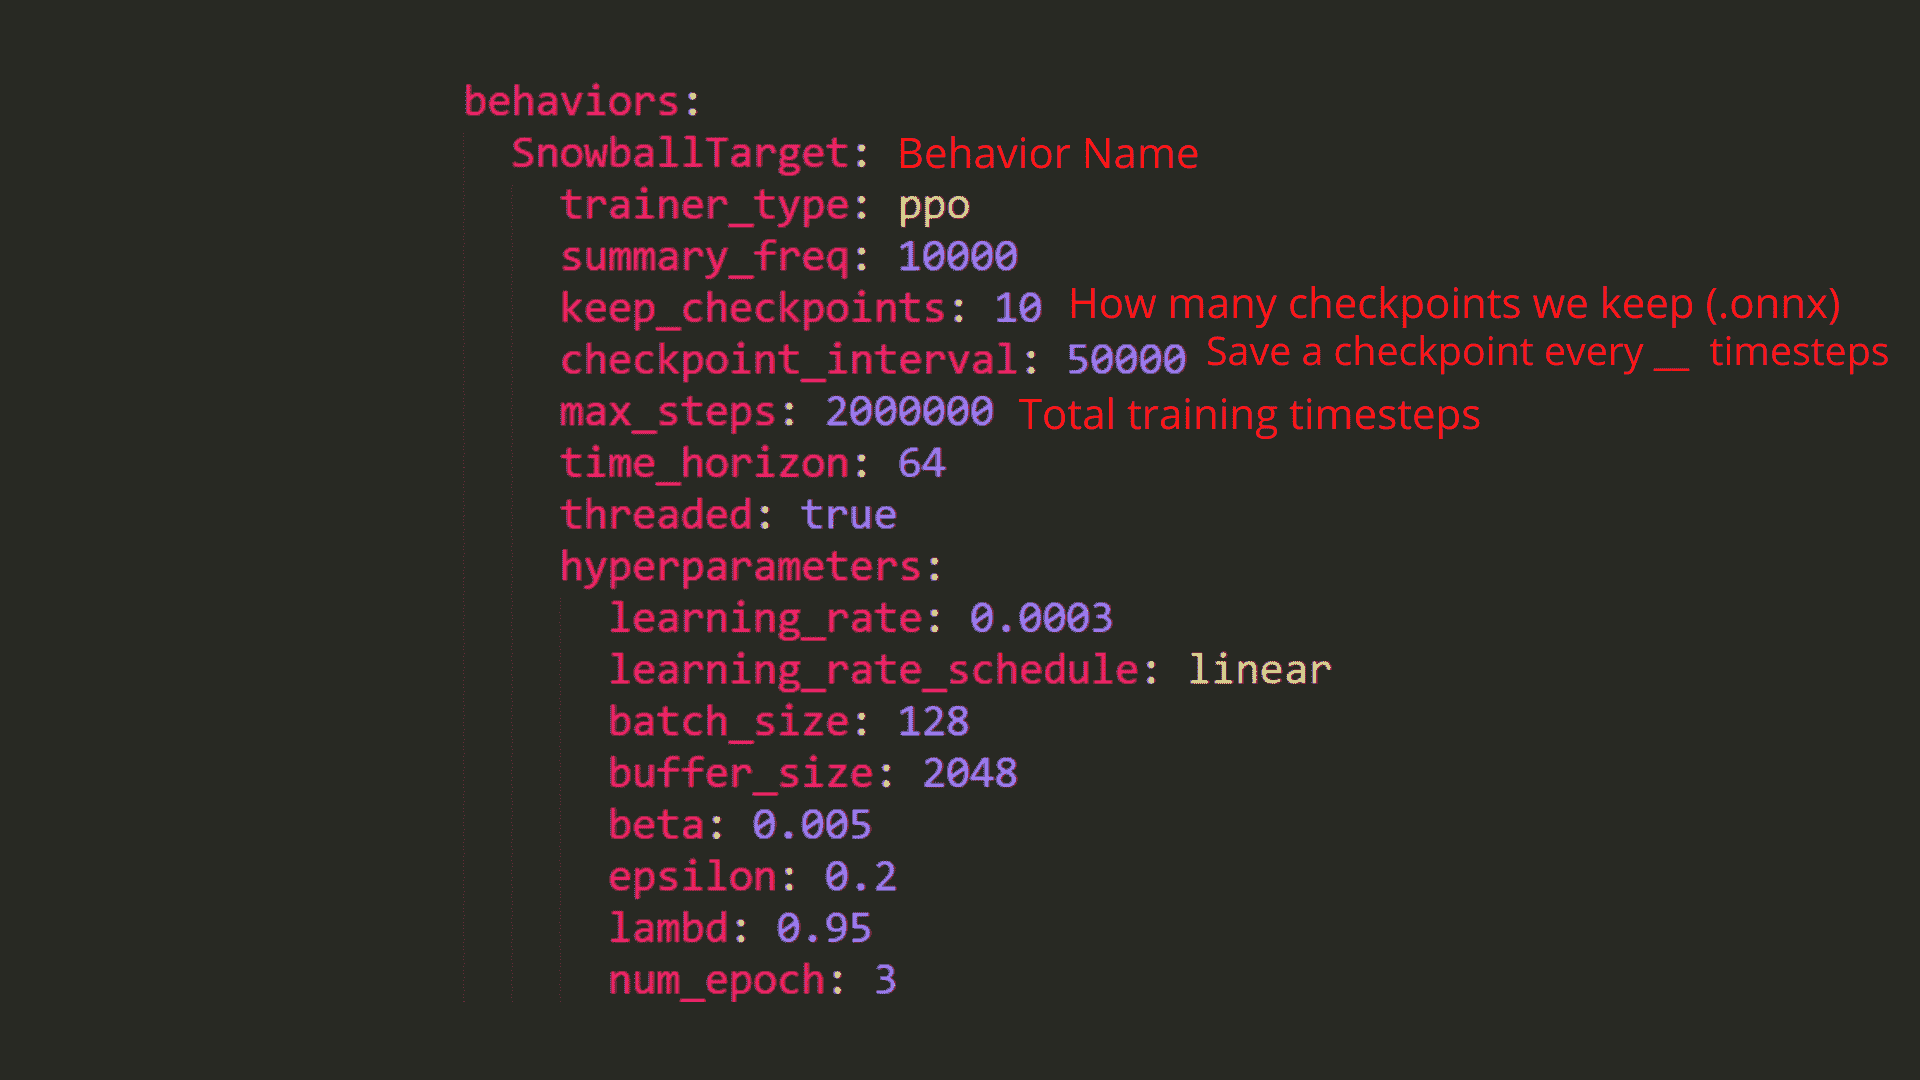 behaviors:
SnowballTarget: Behavior Name
trainer_type: ppo
summary_freq: 10000
keep_checkpoints: 10 How many checkpoints we keep (.onnx)
checkpoint_interval: 50000 Save a checkpoint every __ timesteps
max_steps: 2000000 Total training timesteps
time_horizon: 64
threaded: true
hyperparameters:
learning_rate: 0.0003
learning_rate_schedule: linear
batch_size: 128
buffer_size: 2048
beta: 0.005
epsilon: 0.2
lambd: 0.95
num_epoch: 3